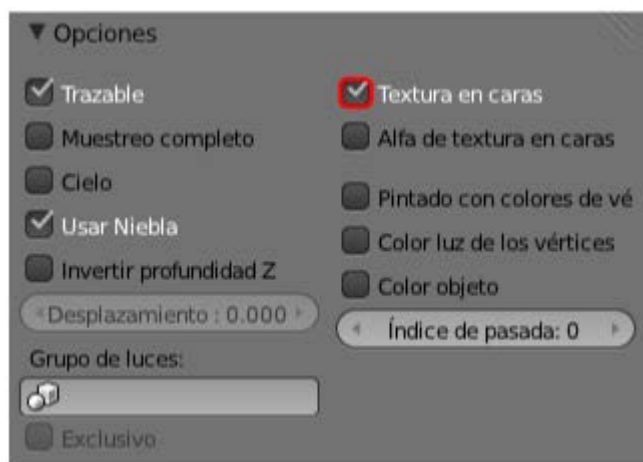 Opciones
Trazable
Muestreo completo
Cielo
Usar Niebla
Invertir profundidad Z
Desplazamiento : 0.000
Grupo de luces:
Exclusivo
Textura en caras
Alfa de textura en caras
Pintado con colores de vé
Color luz de los vértices
Color objeto
Índice de pasada: 0